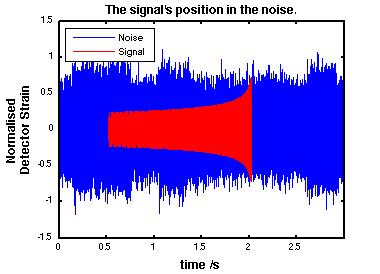 The signal's position in the noise.
1.5
Noise
Signal
1
0.5
0
-0.5
-1
-1.5
Normalised
Detector Strain
0 0.5 1 1.5 2 2.5
time /s